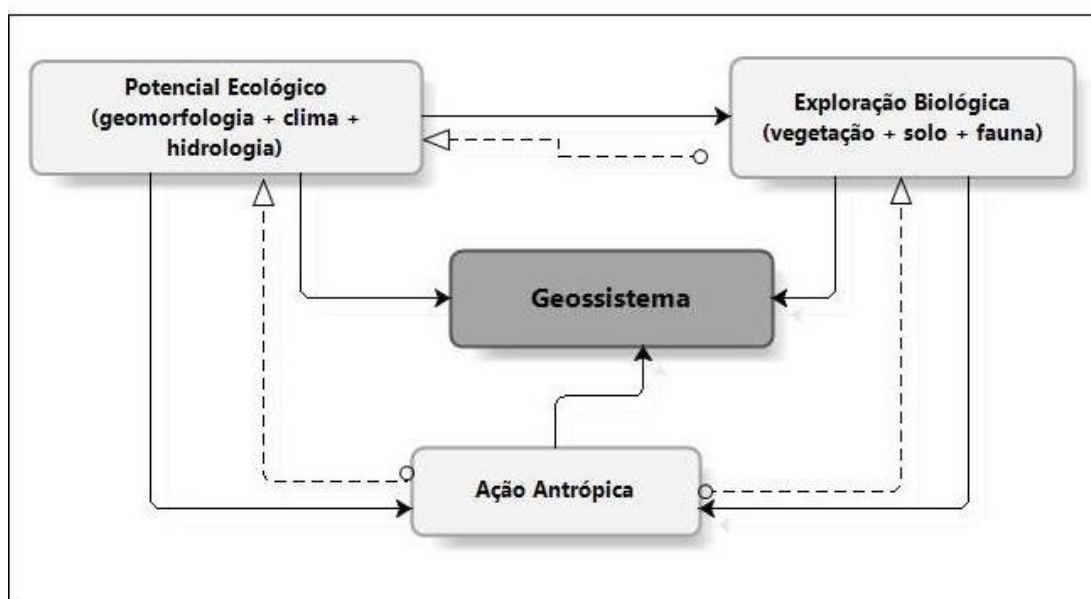 Potencial Ecológico
(geomorfologia + clima +
hidrologia)
Exploração Biológica
(vegetação + solo + fauna)
Geossistema
Ação Antrópica